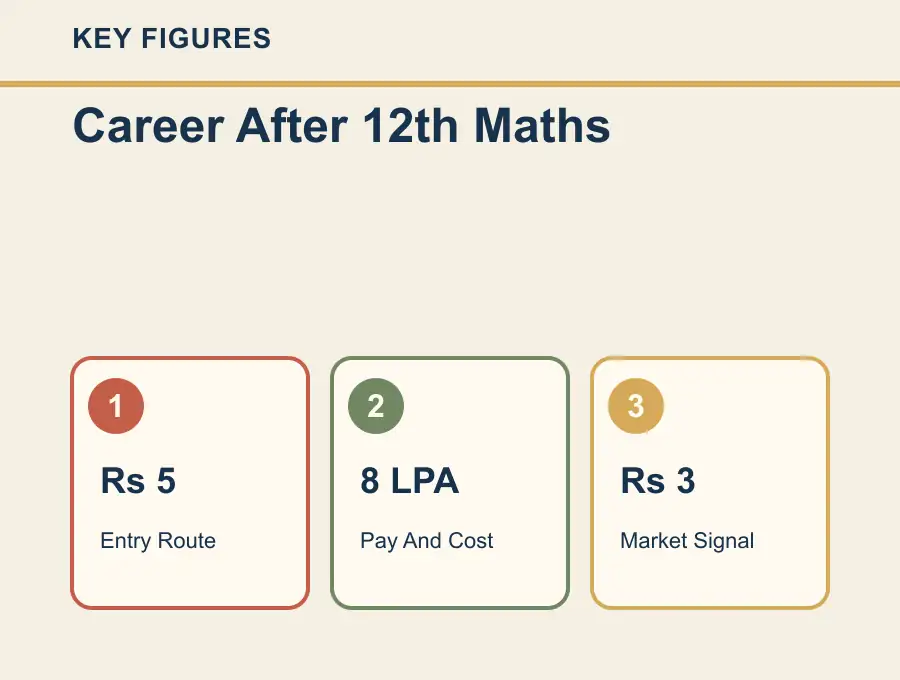 KEY FIGURES
Career After 12th Maths
1
Rs 5
Entry Route
2
8 LPA
Pay And Cost
3
Rs 3
Market Signal